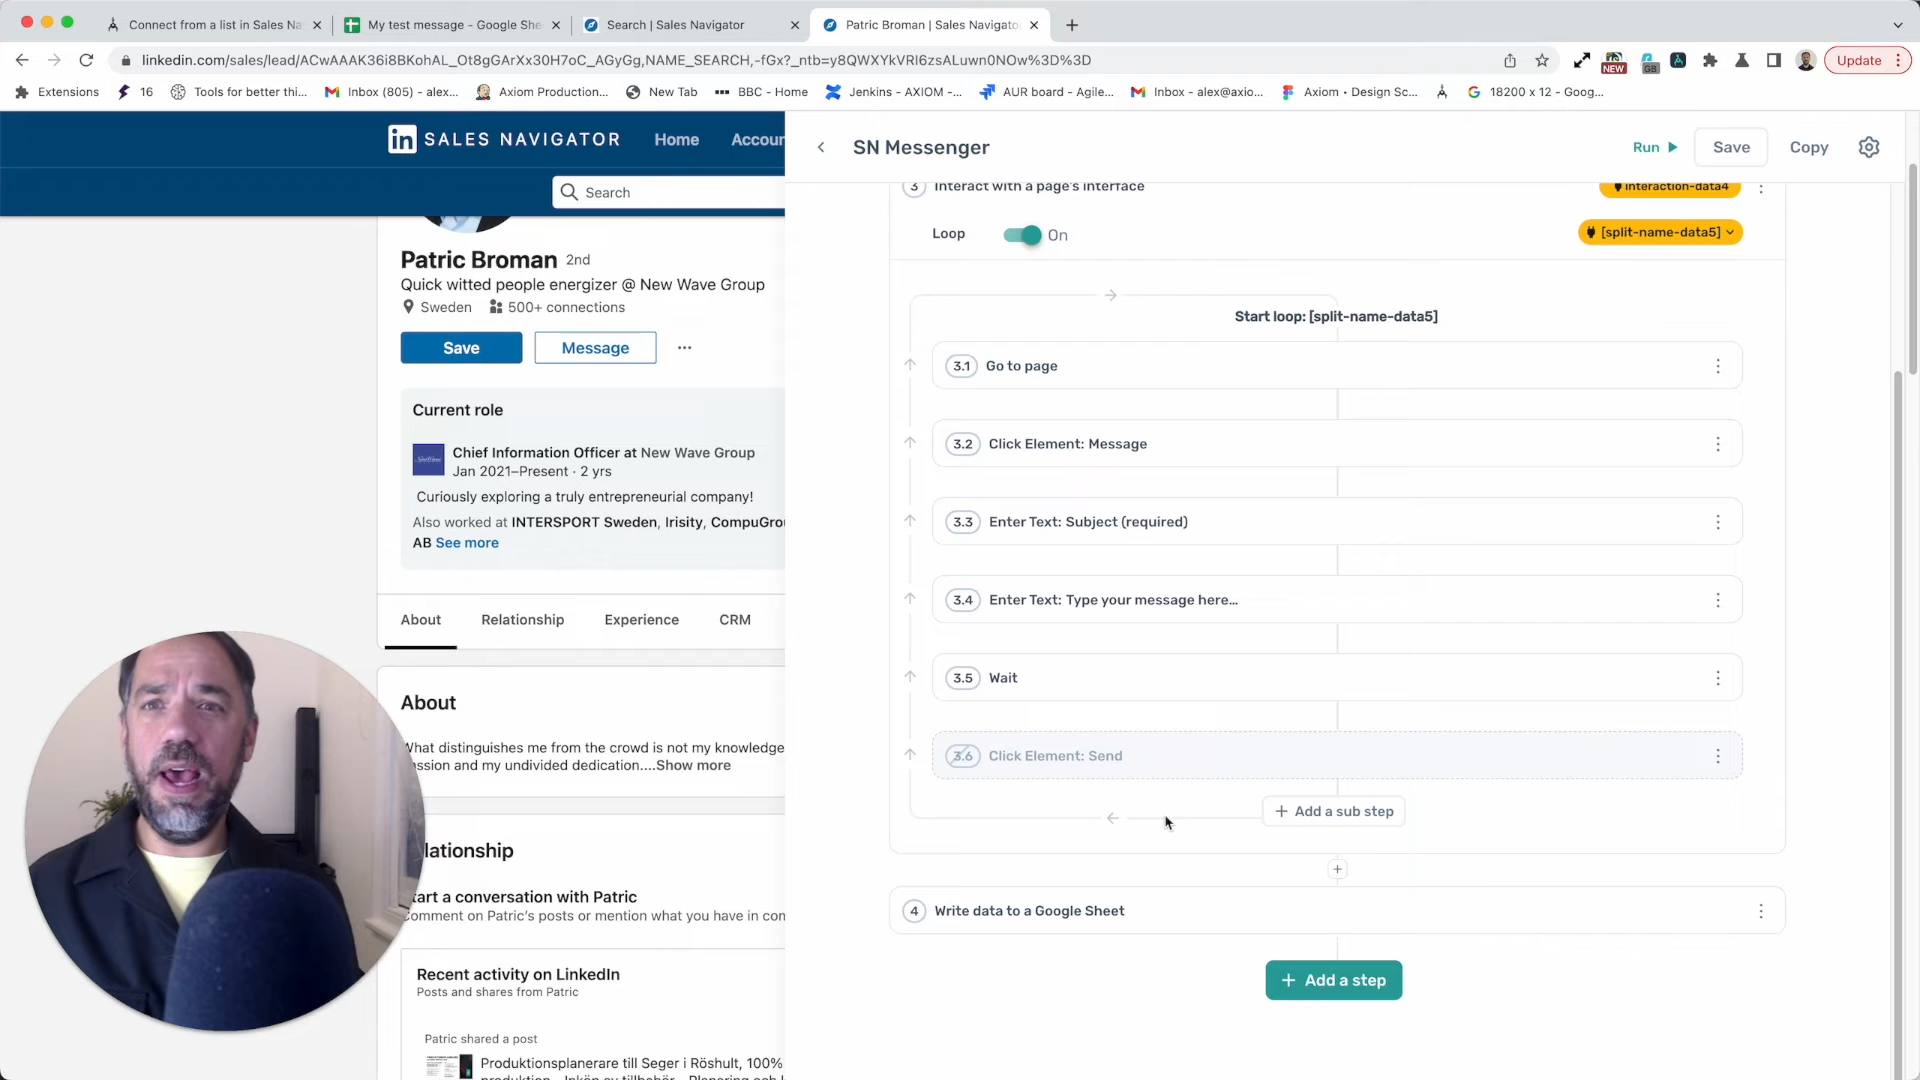 Connect from a list in Sales Na
My test message - Google She
Search | Sales Navigator
Patric Broman | Sales Navigato
linkedin.com/sales/lead/ACwAAAK36i8BKohAL_Ot8gGArXx30H7oC_AGyGg,NAME_SEARCH,-fGx?_ntb=y8QWXYkVRI6zsALuwn0NOw%3D%3D
NEW
GB
Update
Extensions
16
Tools for better thi...
Inbox (805) - alex...
Axiom Production...
New Tab
BBC - Home
Jenkins - AXIOM -...
AUR board - Agile...
Inbox - alex@axio...
Axiom • Design Sc...
18200 x 12 - Goog...
in SALES NAVIGATOR
Home
Accoun
Search
SN Messenger
Run
Save
Copy
3 Interact with a page's interface
interaction-data4
Loop
On
[split-name-data5]
Start loop: [split-name-data5]
3.1 Go to page
3.2 Click Element: Message
3.3 Enter Text: Subject (required)
3.4 Enter Text: Type your message here...
3.5 Wait
3.6 Click Element: Send
+ Add a sub step
+
4 Write data to a Google Sheet
+ Add a step
Patric Broman 2nd
Quick witted people energizer @ New Wave Group
Sweden
500+ connections
Save
Message
...
Current role
Chief Information Officer at New Wave Group
Jan 2021–Present · 2 yrs
Curiously exploring a truly entrepreneurial company!
Also worked at INTERSPORT Sweden, Irisity, CompuGrou
AB See more
About
Relationship
Experience
CRM
About
What distinguishes me from the crowd is not my knowledge
ssion and my undivided dedication....Show more
lationship
tart a conversation with Patric
Comment on Patric's posts or mention what you have in con
Recent activity on LinkedIn
Posts and shares from Patric
Patric shared a post
Produktionsplanerare till Seger i Röshult, 100%